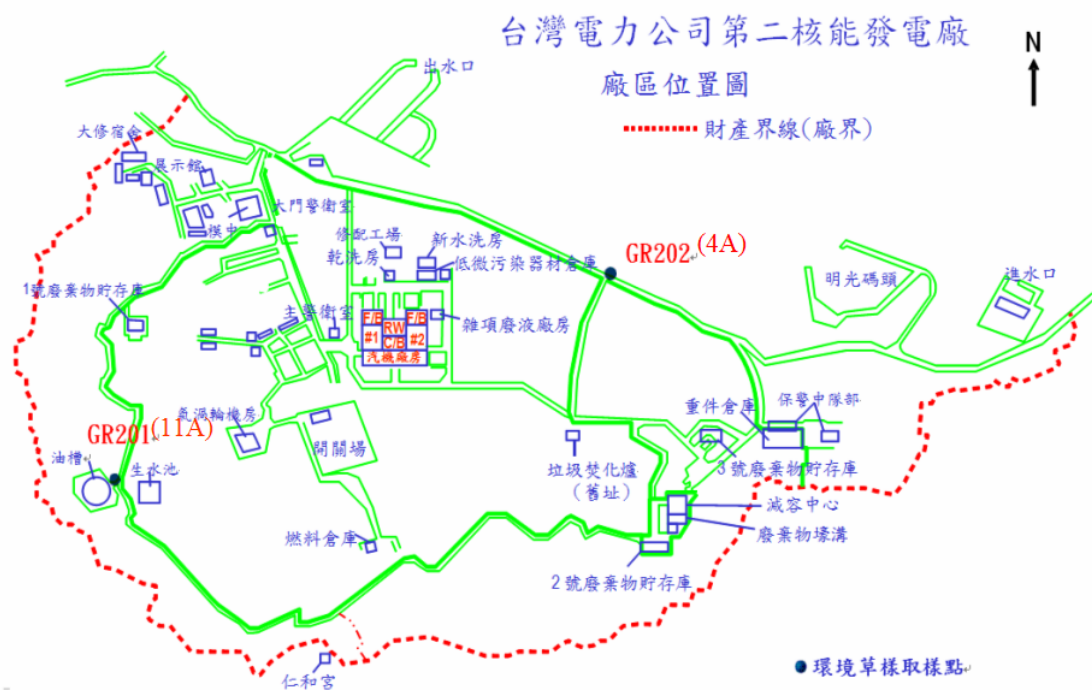 台灣電力公司第二核能發電廠
廠區位置圖
N
財產界線(廠界)
出水口
大修宿舍
展示館
模中
大門警衛室
修配工場
新水洗房
乾洗房
低微污染器材倉庫
GR202(4A)
明光碼頭
進水口
1號廢棄物貯存庫
主警衛室
F/B
F/B
RW
#1
#2
C/B
汽機廠房
雜項廢液廠房
氣渦輪機房
GR201(11A)
油槽
生水池
開關場
重件倉庫
保警中隊部
垃圾焚化爐
(舊址)
3號廢棄物貯存庫
減容中心
廢棄物壕溝
燃料倉庫
2號廢棄物貯存庫
仁和宮
環境草樣取樣點